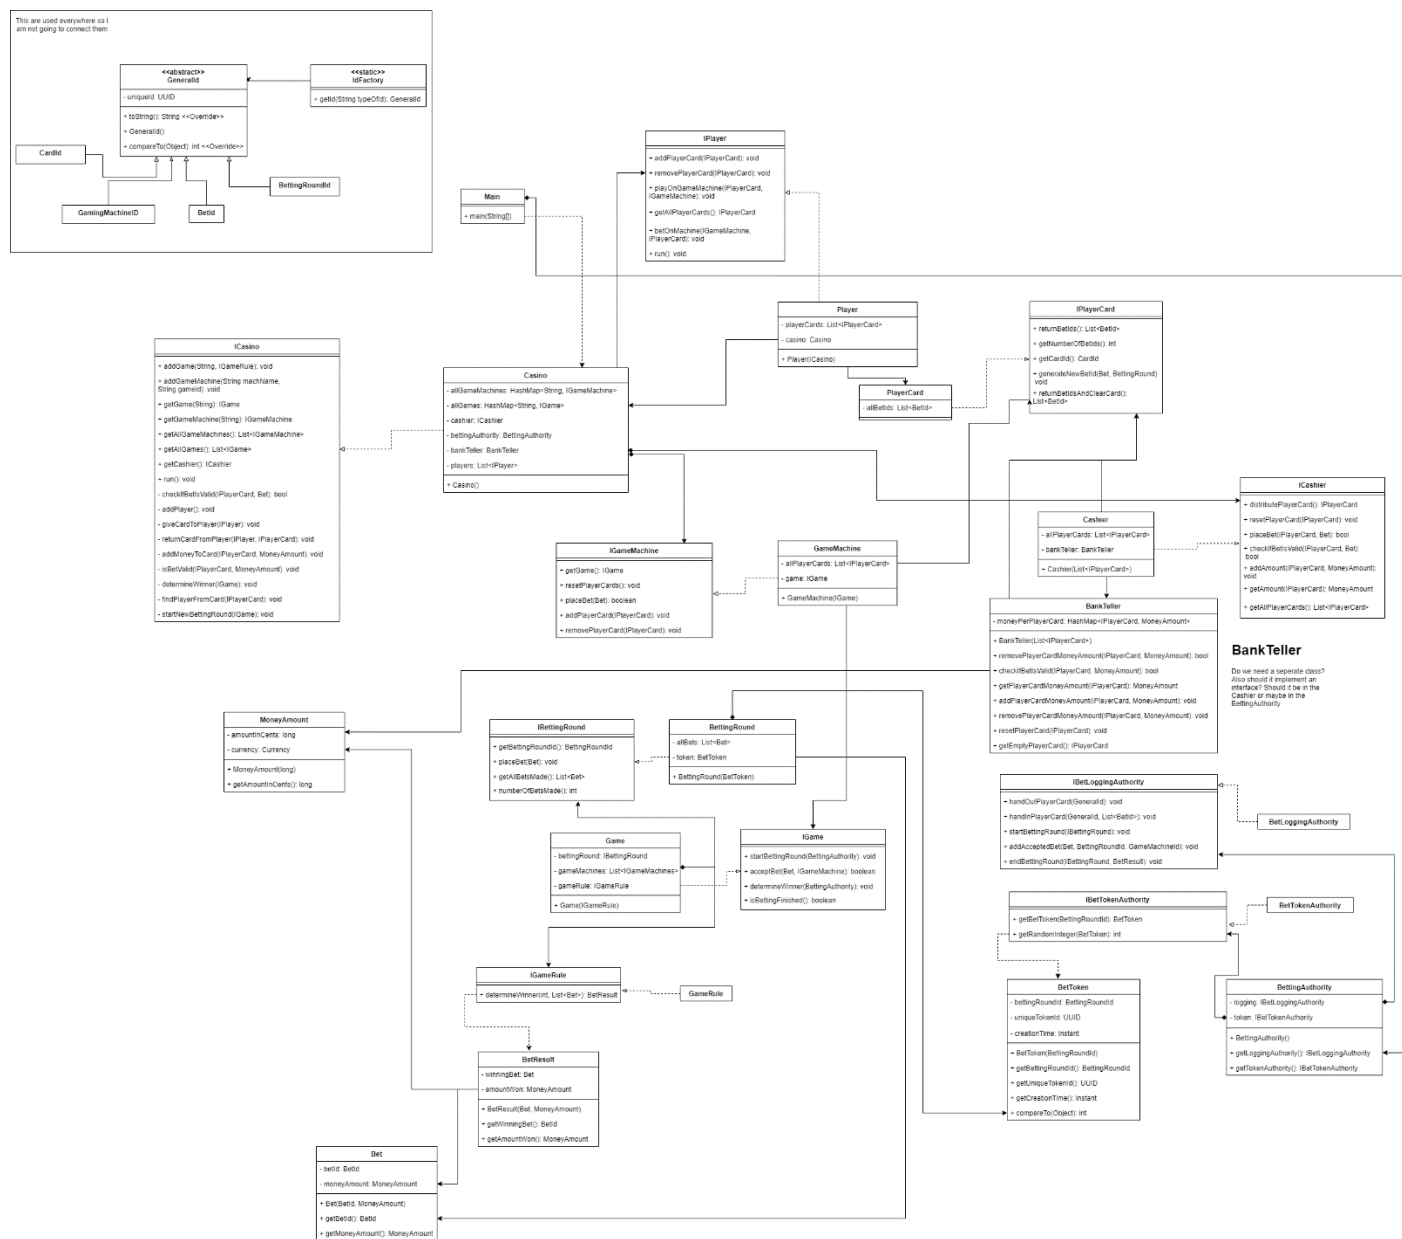 This are used everywhere so I
am not going to connect them
<<abstract>>
GeneralId
- uniqueId: UUID
+ toString(): String <<Override>>
+ GeneralId()
+ compareTo(Object): int <<Override>>
<<static>>
IdFactory
+ getId(String typeOfId): GeneralId
CardId
GamingMachineID
BetId
BettingRoundId
Main
+ main(String[])
IPlayer
+ addPlayerCard(IPlayerCard): void
+ removePlayerCard(IPlayerCard): void
+ playOnGameMachine(IPlayerCard,
IGameMachine): void
+ getAllPlayerCards(): IPlayerCard
+ betOnMachine(IGameMachine,
IPlayerCard): void
+ run(): void
Player
- playerCards: List<IPlayerCard>
- casino: Casino
+ Player(ICasino)
PlayerCard
- allBetIds: List<BetId>
IPlayerCard
+ returnBetIds(): List<BetId>
+ getNumberOfBetIds(): int
+ getCardId(): CardId
+ generateNewBetId(Bet, BettingRound):
void
+ returnBetIdsAndClearCard():
List<BetId>
ICasino
+ addGame(String, IGameRule): void
+ addGameMachine(String machName,
String gameId): void
+ getGame(String): IGame
+ getGameMachine(String): IGameMachine
+ getAllGameMachines(): List<IGameMachine>
+ getAllGames(): List<IGame>
+ getCashier(): ICashier
+ run(): void
- checkIfBetIsValid(IPlayerCard, Bet): bool
- addPlayer(): void
- giveCardToPlayer(IPlayer): void
- returnCardFromPlayer(IPlayer, IPlayerCard): void
- addMoneyToCard(IPlayerCard, MoneyAmount): void
- isBetValid(IPlayerCard, MoneyAmount): void
- determineWinner(IGame): void
- findPlayerFromCard(IPlayerCard): void
- startNewBettingRound(IGame): void
Casino
- allGameMachines: HashMap<String, IGameMachine>
- allGames: HashMap<String, IGame>
- cashier: ICashier
- bettingAuthority: BettingAuthority
- bankTeller: BankTeller
- players: List<IPlayer>
+ Casino()
IGameMachine
+ getGame(): IGame
+ resetPlayerCards(): void
+ placeBet(Bet): boolean
+ addPlayerCard(IPlayerCard): void
+ removePlayerCard(IPlayerCard): void
GameMachine
- allPlayerCards: List<IPlayerCard>
- game: IGame
+ GameMachine(IGame)
Cashier
- allPlayerCards: List<IPlayerCard>
- bankTeller: BankTeller
+ Cashier(List<IPlayerCard>)
ICashier
+ distributePlayerCard(): IPlayerCard
+ resetPlayerCard(IPlayerCard): void
+ placeBet(IPlayerCard, Bet): bool
+ checkIfBetIsValid(IPlayerCard, Bet):
bool
+ addAmount(IPlayerCard, MoneyAmount):
void
+ getAmount(IPlayerCard): MoneyAmount
+ getAllPlayerCards(): List<IPlayerCard>
BankTeller
- moneyPerPlayerCard: HashMap<IPlayerCard, MoneyAmount>
+ BankTeller(List<IPlayerCard>)
+ removePlayerCardMoneyAmount(IPlayerCard, MoneyAmount): bool
+ checkIfBetIsValid(IPlayerCard, MoneyAmount): bool
+ getPlayerCardMoneyAmount(IPlayerCard): MoneyAmount
+ addPlayerCardMoneyAmount(IPlayerCard, MoneyAmount): void
+ removePlayerCardMoneyAmount(IPlayerCard, MoneyAmount): void
+ resetPlayerCard(IPlayerCard): void
+ getEmptyPlayerCard(): IPlayerCard
BankTeller
Do we need a seperate class?
Also should it implement an
interface? Should it be in the
Cashier or maybe in the
BettingAuthority
MoneyAmount
- amountInCents: long
- currency: Currency
+ MoneyAmount(long)
+ getAmountInCents(): long
IBettingRound
+ getBettingRoundId(): BettingRoundId
+ placeBet(Bet): void
+ getAllBetsMade(): List<Bet>
+ numberOfBetsMade(): int
BettingRound
- allBets: List<Bet>
- token: BetToken
+ BettingRound(BetToken)
Game
- bettingRound: IBettingRound
- gameMachines: List<IGameMachines>
- gameRule: IGameRule
+ Game(IGameRule)
IGame
+ startBettingRound(BettingAuthority): void
+ acceptBet(Bet, IGameMachine): boolean
+ determineWinner(BettingAuthority): void
+ isBettingFinished(): boolean
IBetLoggingAuthority
+ handOutPlayerCard(GeneralId): void
+ handInPlayerCard(GeneralId, List<BetId>): void
+ startBettingRound(IBettingRound): void
+ addAcceptedBet(Bet, BettingRoundId, GameMachineId): void
+ endBettingRound(IBettingRound, BetResult): void
BetLoggingAuthority
IBetTokenAuthority
+ getBetToken(BettingRoundId): BetToken
+ getRandomInteger(BetToken): int
BetTokenAuthority
IGameRule
+ determineWinner(int, List<Bet>): BetResult
GameRule
BetToken
- bettingRoundId: BettingRoundId
- uniqueTokenId: UUID
- creationTime: Instant
+ BetToken(BettingRoundId)
+ getBettingRoundId(): BettingRoundId
+ getUniqueTokenId(): UUID
+ getCreationTime(): Instant
+ compareTo(Object): int
BettingAuthority
- logging: IBetLoggingAuthority
- token: IBetTokenAuthority
+ BettingAuthority()
+ getLoggingAuthority(): IBetLoggingAuthority
+ getTokenAuthority(): IBetTokenAuthority
BetResult
- winningBet: Bet
- amountWon: MoneyAmount
+ BetResult(Bet, MoneyAmount)
+ getWinningBet(): BetId
+ getAmountWon(): MoneyAmount
Bet
- betId: BetId
- moneyAmount: MoneyAmount
+ Bet(BetId, MoneyAmount)
+ getBetId(): BetId
+ getMoneyAmount(): MoneyAmount